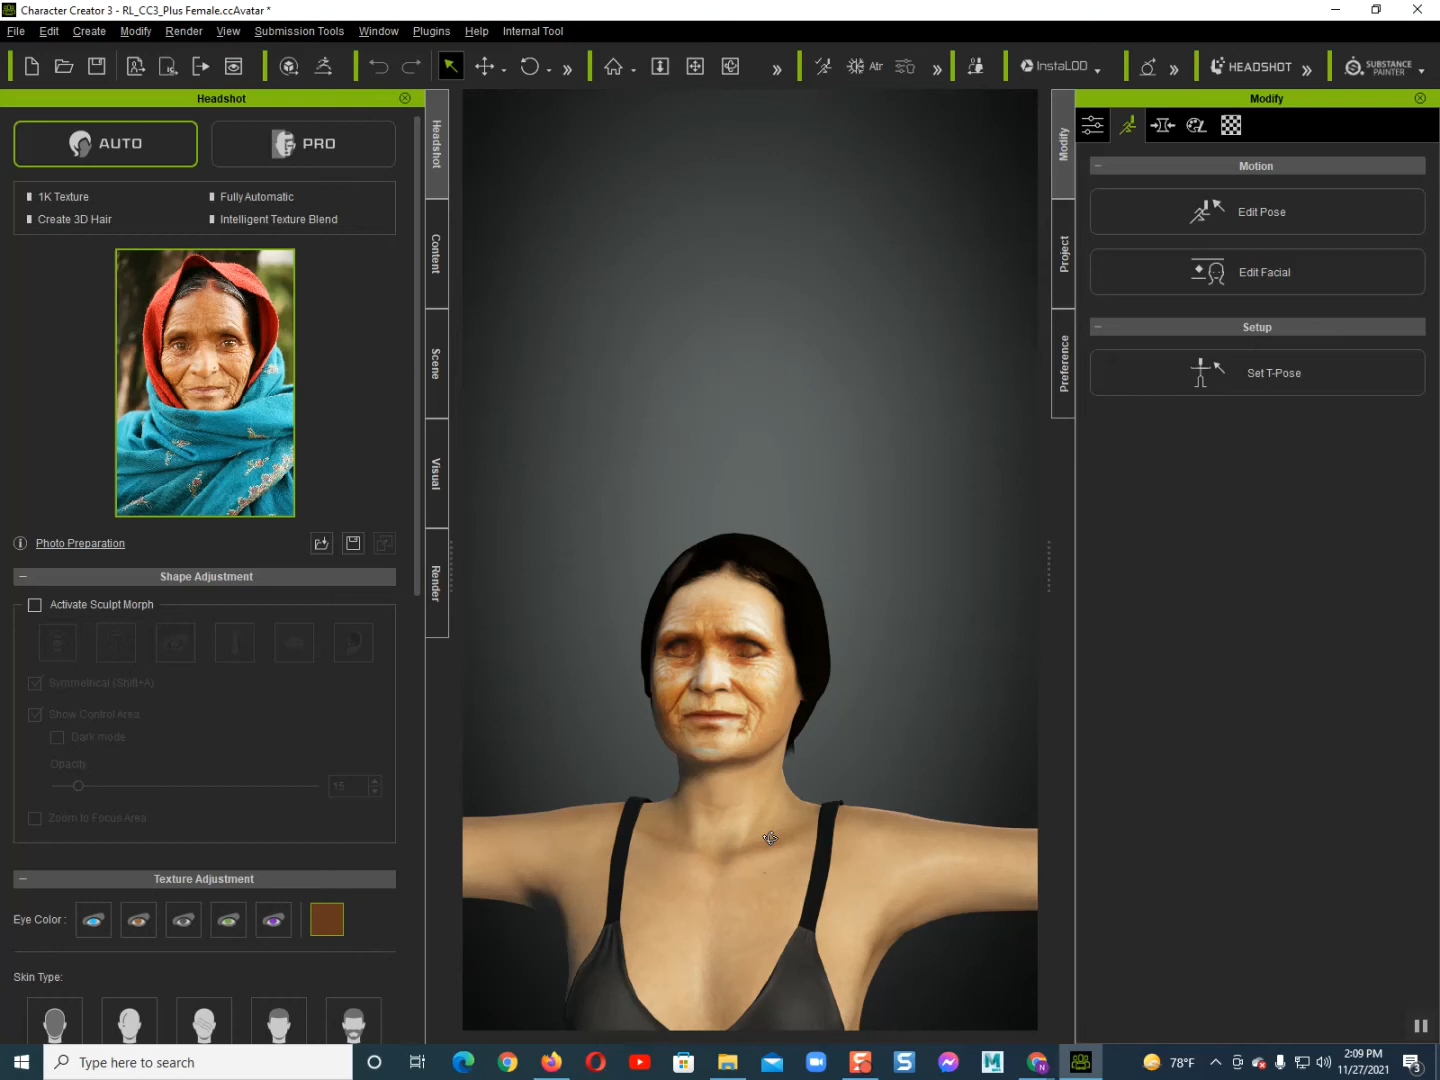 Character Creator 3 - RL_CC3_Plus Female.ccAvatar *
File Edit Create Modify Render View Submission Tools Window Plugins Help Internal Tool
Atr
InstaLOD
HEADSHOT
SUBSTANCE PAINTER
Headshot
AUTO
PRO
1K Texture
Fully Automatic
Create 3D Hair
Intelligent Texture Blend
Photo Preparation
Shape Adjustment
Activate Sculpt Morph
Symmetrical (Shift+A)
Show Control Area
Dark mode
Opacity
15
Zoom to Focus Area
Texture Adjustment
Eye Color :
Skin Type:
Headshot
Content
Scene
Visual
Render
Modify
Project
Preference
Modify
Motion
Edit Pose
Edit Facial
Setup
Set T-Pose
Type here to search
78°F
2:09 PM
11/27/2021
3